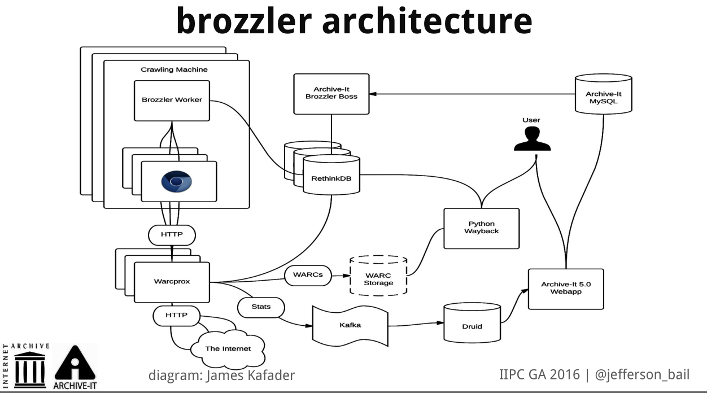 brozzler architecture
Crawling Machine
Brozzler Worker
Archive-It
Brozzler Boss
Archive-It
MySQL
User
RethinkDB
Python
Wayback
HTTP
Warcprox
WARCs
WARC
Storage
Archive-It 5.0
Webapp
Stats
HTTP
Kafka
Druid
The Internet
INTERNET ARCHIVE
ARCHIVE-IT
diagram: James Kafader
IIPC GA 2016 | @jefferson_bail